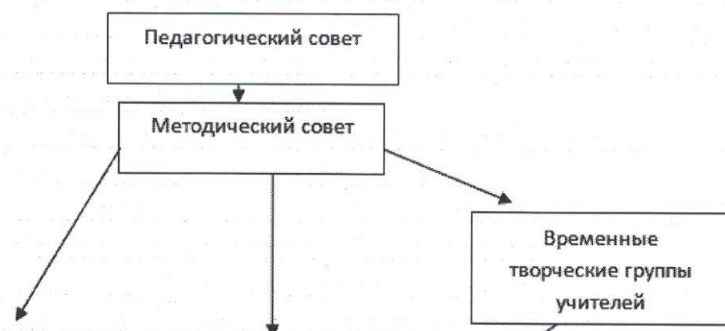 Педагогический совет
Методический совет
Временные
творческие группы
учителей